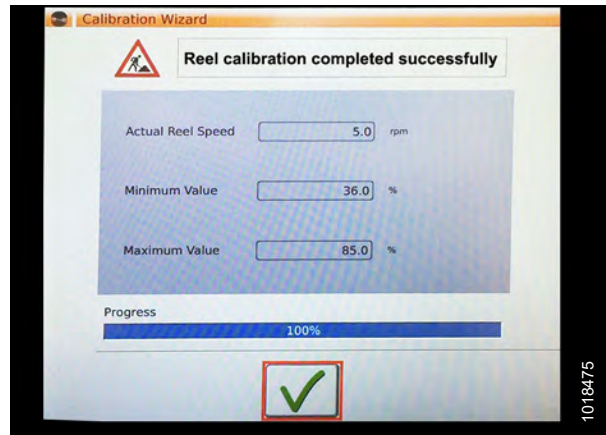 Calibration Wizard
Reel calibration completed successfully
Actual Reel Speed 5.0 rpm
Minimum Value 36.0 %
Maximum Value 85.0 %
Progress
100%
1018475